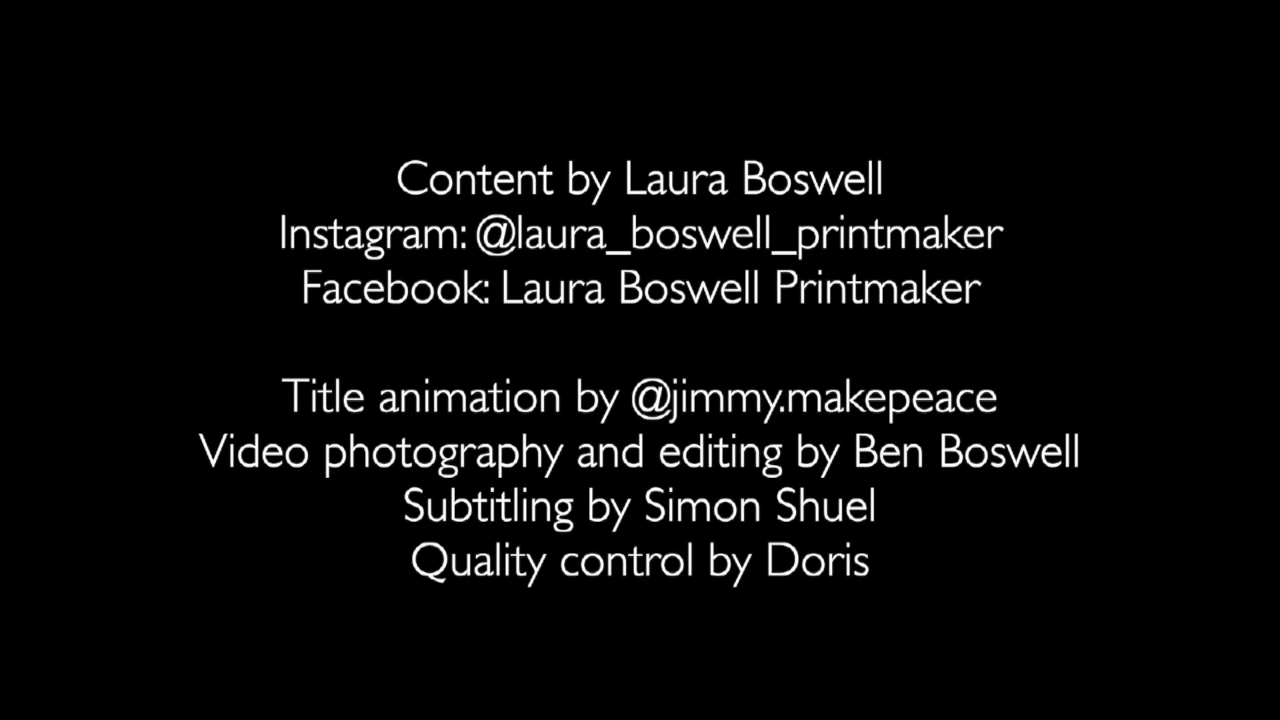 Content by Laura Boswell
Instagram: @laura_boswell_printmaker
Facebook: Laura Boswell Printmaker
Title animation by @jimmy.makepeace
Video photography and editing by Ben Boswell
Subtitling by Simon Shuel
Quality control by Doris